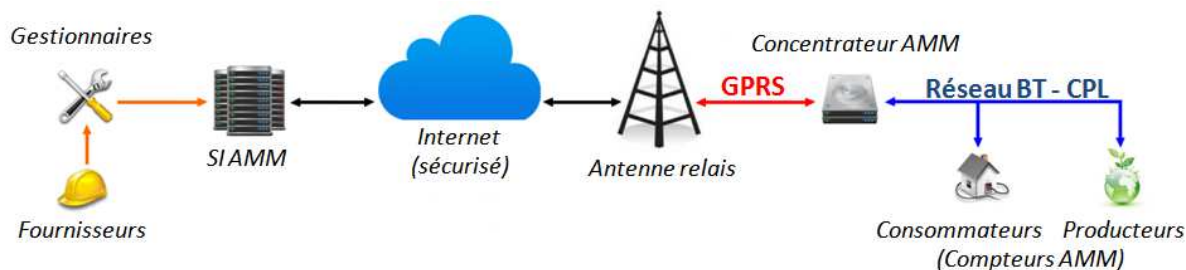 Gestionnaires
Fournisseurs
SI AMM
Internet
(sécurisé)
Antenne relais
GPRS
Concentrateur AMM
Réseau BT - CPL
Consommateurs Producteurs
(Compteurs AMM)